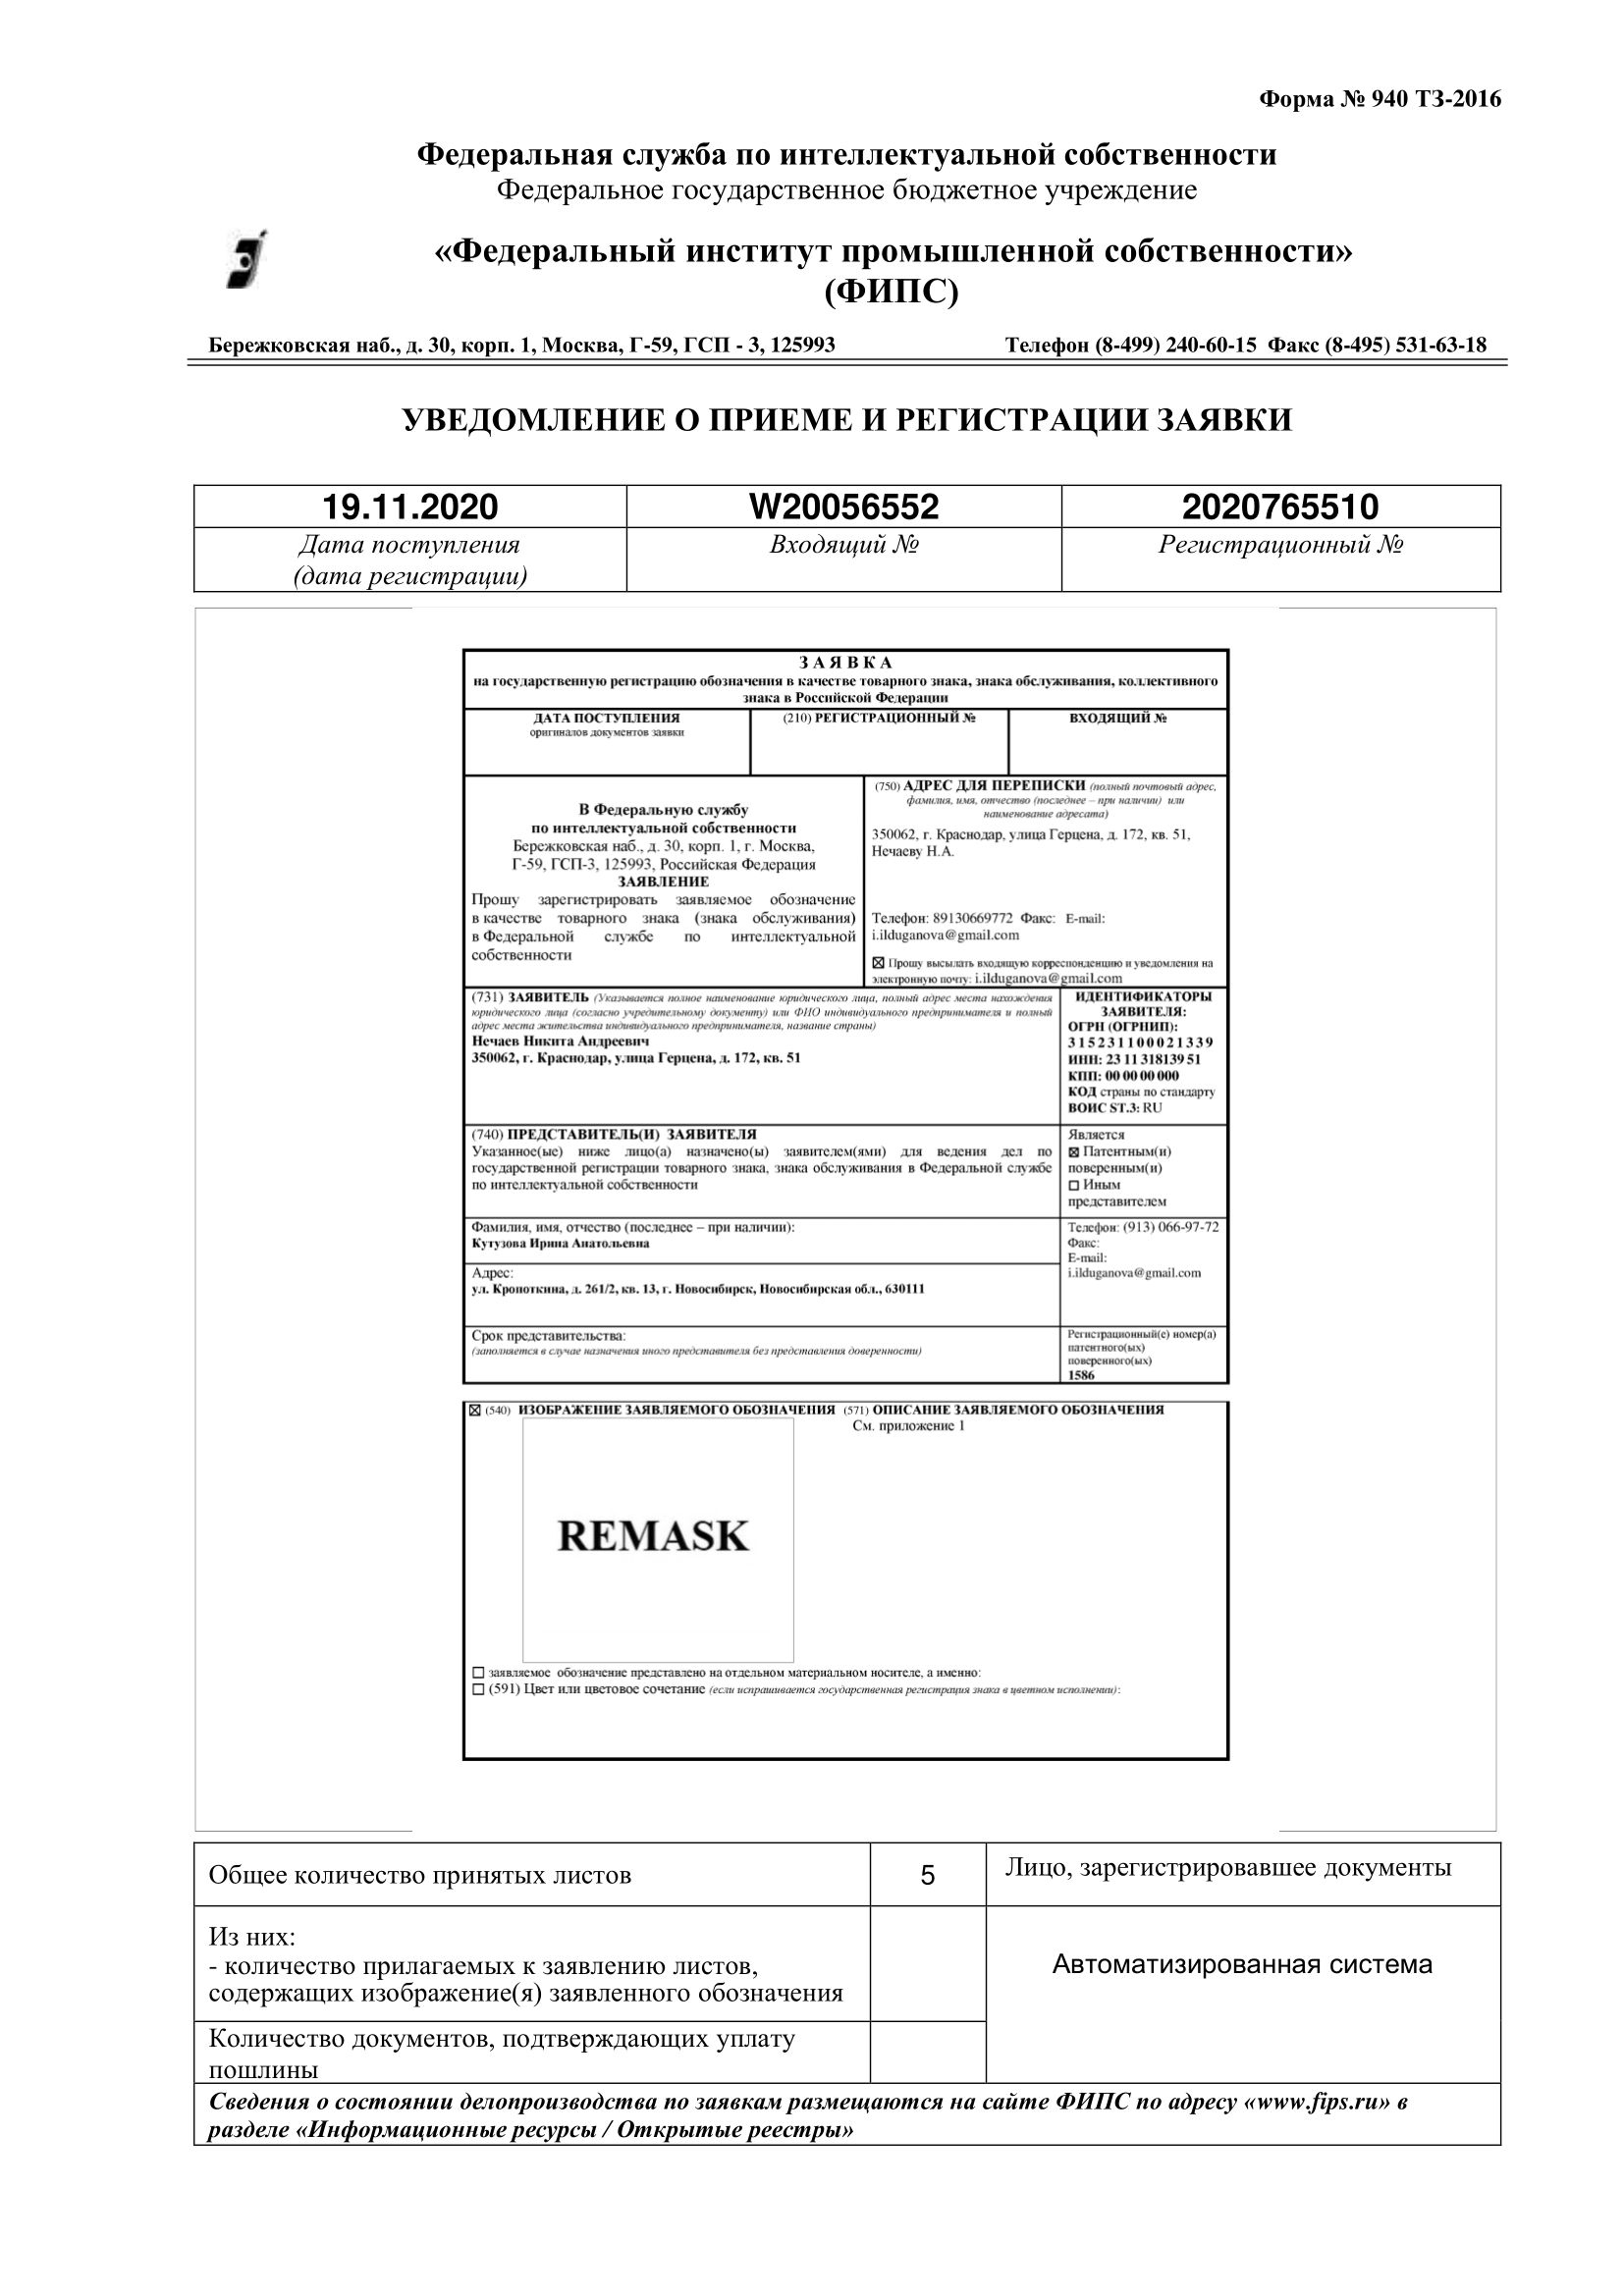 Форма № 940 ТЗ-2016
Федеральная служба по интеллектуальной собственности
Федеральное государственное бюджетное учреждение
«Федеральный институт промышленной собственности»
(ФИПС)
Бережковская наб., д. 30, корп. 1, Москва, Г-59, ГСП - 3, 125993 Телефон (8-499) 240-60-15 Факс (8-495) 531-63-18
УВЕДОМЛЕНИЕ О ПРИЕМЕ И РЕГИСТРАЦИИ ЗАЯВКИ
19.11.2020 W20056552 2020765510
Дата поступления Входящий № Регистрационный №
(дата регистрации)
З А Я В К А
на государственную регистрацию обозначения в качестве товарного знака, знака обслуживания, коллективного
знака в Российской Федерации
ДАТА ПОСТУПЛЕНИЯ
оригиналов документов заявки
(210) РЕГИСТРАЦИОННЫЙ №
ВХОДЯЩИЙ №
В Федеральную службу
по интеллектуальной собственности
Бережковская наб., д. 30, корп. 1, г. Москва,
Г-59, ГСП-3, 125993, Российская Федерация
ЗАЯВЛЕНИЕ
Прошу зарегистрировать заявляемое обозначение
в качестве товарного знака (знака обслуживания)
в Федеральной службе по интеллектуальной
собственности
(750) АДРЕС ДЛЯ ПЕРЕПИСКИ (полный почтовый адрес,
фамилия, имя, отчество (последнее – при наличии) или
наименование адресата)
350062, г. Краснодар, улица Герцена, д. 172, кв. 51,
Нечаеву Н.А.
Телефон: 89130669772 Факс: E-mail:
i.ilduganova@gmail.com
☒ Прошу высылать входящую корреспонденцию и уведомления на
электронную почту: i.ilduganova@gmail.com
(731) ЗАЯВИТЕЛЬ (Указывается полное наименование юридического лица, полный адрес места нахождения
юридического лица (согласно учредительному документу) или ФИО индивидуального предпринимателя и полный
адрес места жительства индивидуального предпринимателя, название страны)
Нечаев Никита Андреевич
350062, г. Краснодар, улица Герцена, д. 172, кв. 51
ИДЕНТИФИКАТОРЫ
ЗАЯВИТЕЛЯ:
ОГРН (ОГРНИП):
315231100021339
ИНН: 231131813951
КПП: 000000000
КОД страны по стандарту
ВОИС ST.3: RU
(740) ПРЕДСТАВИТЕЛЬ(И) ЗАЯВИТЕЛЯ
Указанное(ые) ниже лицо(а) назначено(ы) заявителем(ями) для ведения дел по
государственной регистрации товарного знака, знака обслуживания в Федеральной службе
по интеллектуальной собственности
Является
☒ Патентным(и)
поверенным(и)
☐ Иным
представителем
Фамилия, имя, отчество (последнее – при наличии):
Кутузова Ирина Анатольевна
Адрес:
ул. Кропоткина, д. 261/2, кв. 13, г. Новосибирск, Новосибирская обл., 630111
Телефон: (913) 066-97-72
Факс:
E-mail:
i.ilduganova@gmail.com
Срок представительства:
(заполняется в случае назначения иного представителя без представления доверенности)
Регистрационный(е) номер(а)
патентного(ых)
поверенного(ых)
1586
☒ (540) ИЗОБРАЖЕНИЕ ЗАЯВЛЯЕМОГО ОБОЗНАЧЕНИЯ (571) ОПИСАНИЕ ЗАЯВЛЯЕМОГО ОБОЗНАЧЕНИЯ
См. приложение 1
REMASK
☐ заявляемое обозначение представлено на отдельном материальном носителе, а именно:
☐ (591) Цвет или цветовое сочетание (если испрашивается государственная регистрация знака в цветном исполнении):
Общее количество принятых листов 5 Лицо, зарегистрировавшее документы
Из них:
- количество прилагаемых к заявлению листов,
содержащих изображение(я) заявленного обозначения
Автоматизированная система
Количество документов, подтверждающих уплату
пошлины
Сведения о состоянии делопроизводства по заявкам размещаются на сайте ФИПС по адресу «www.fips.ru» в
разделе «Информационные ресурсы / Открытые реестры»